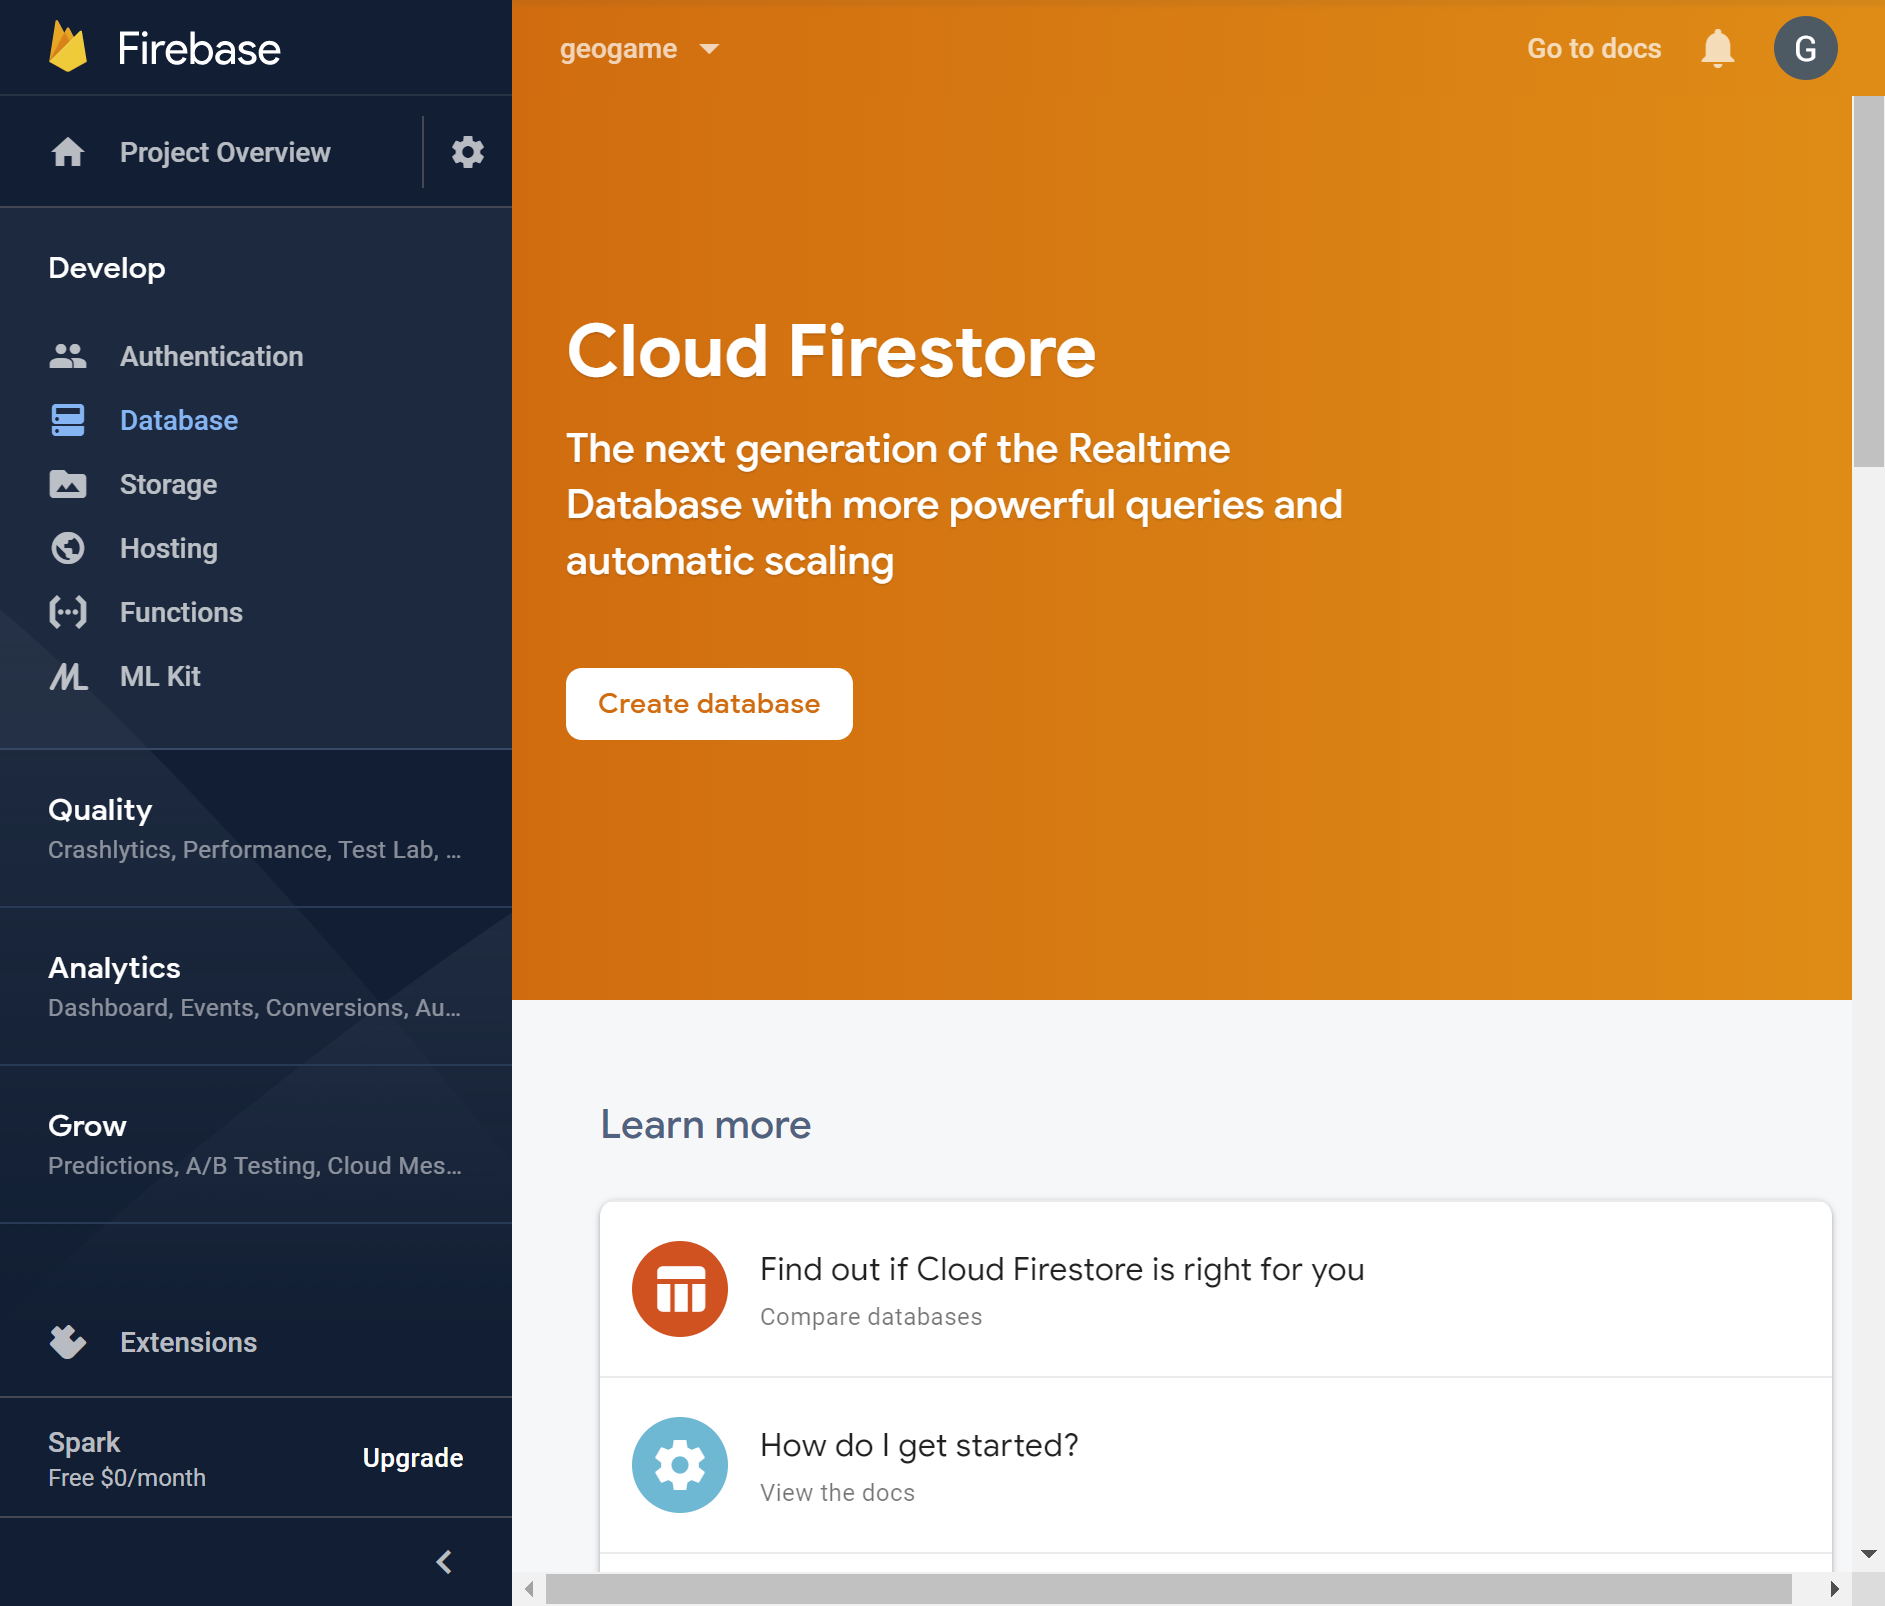 Firebase
geogame
Go to docs
G
Project Overview
Develop
Authentication
Database
Storage
Hosting
Functions
ML Kit
Quality
Crashlytics, Performance, Test Lab, ...
Analytics
Dashboard, Events, Conversions, Au...
Grow
Predictions, A/B Testing, Cloud Mes...
Extensions
Spark
Free $0/month
Upgrade
Cloud Firestore
The next generation of the Realtime
Database with more powerful queries and
automatic scaling
Create database
Learn more
Find out if Cloud Firestore is right for you
Compare databases
How do I get started?
View the docs